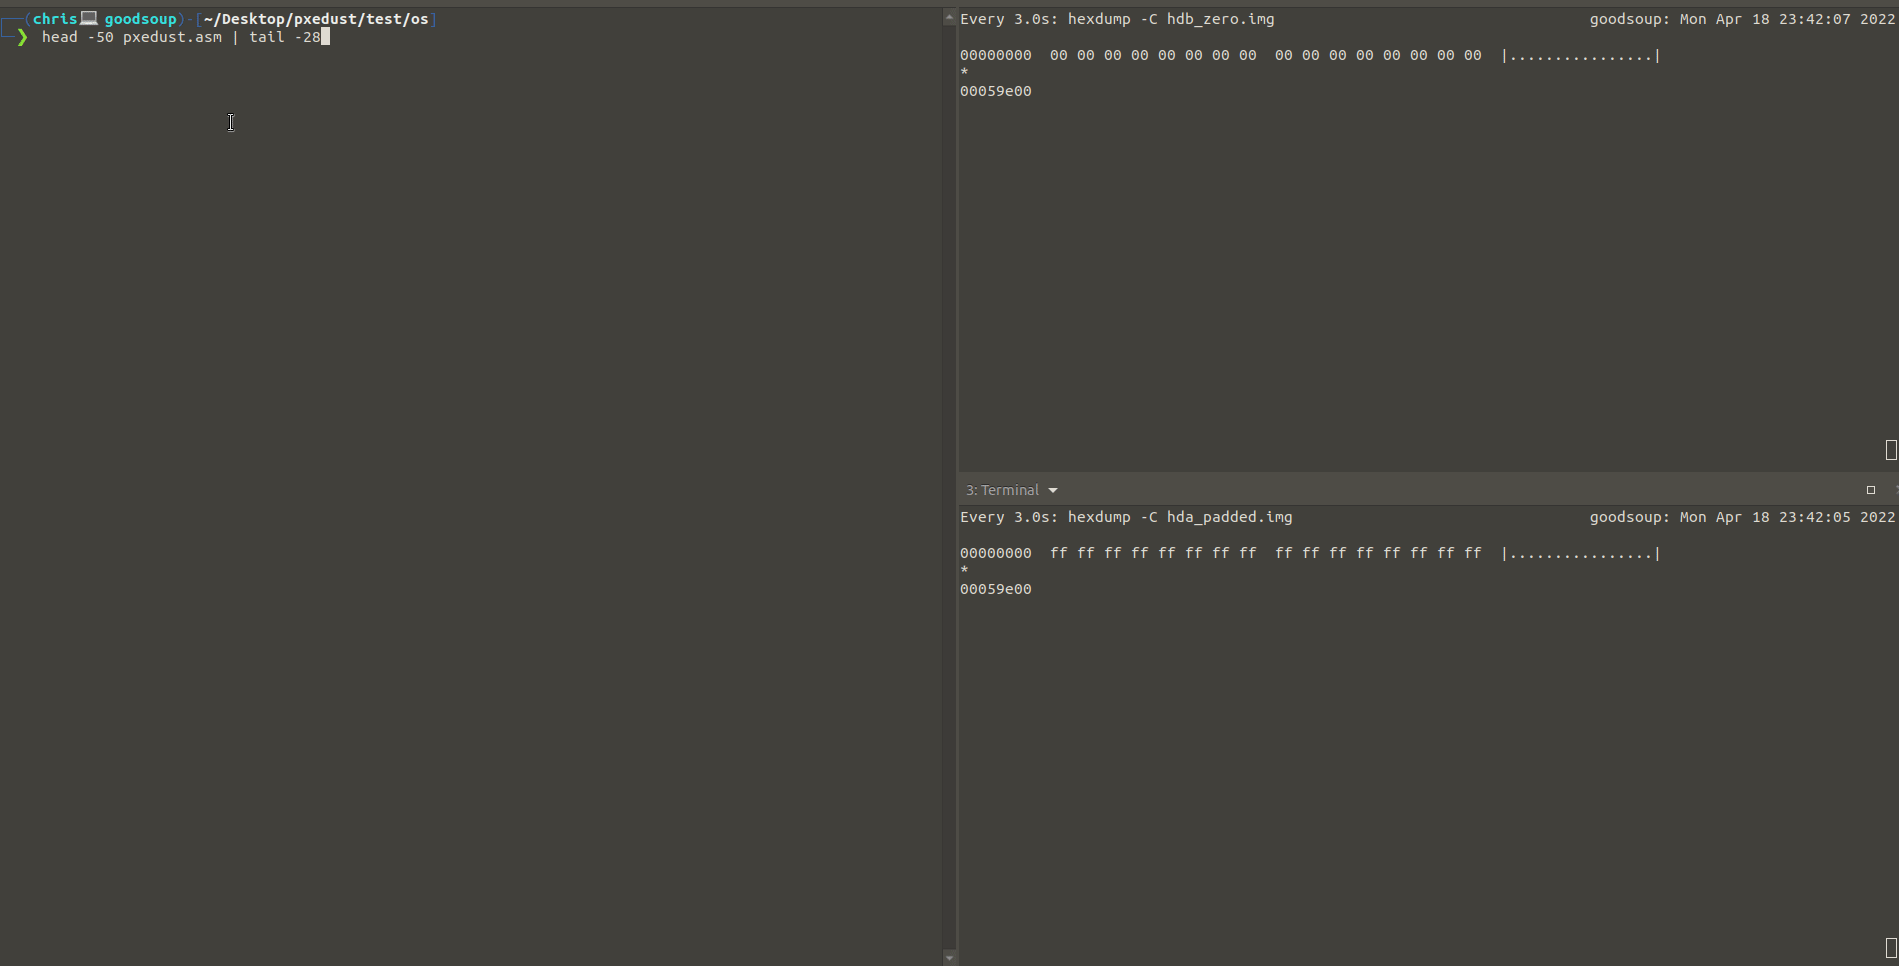 (chris💻goodsoup)-[~/Desktop/pxedust/test/os]
❯ head -50 pxedust.asm | tail -28
Every 3.0s: hexdump -C hdb_zero.img goodsoup: Mon Apr 18 23:42:07 2022
00000000  00 00 00 00 00 00 00 00  00 00 00 00 00 00 00 00  |................|
*
00059e00
3: Terminal
Every 3.0s: hexdump -C hda_padded.img goodsoup: Mon Apr 18 23:42:05 2022
00000000  ff ff ff ff ff ff ff ff  ff ff ff ff ff ff ff ff  |................|
*
00059e00